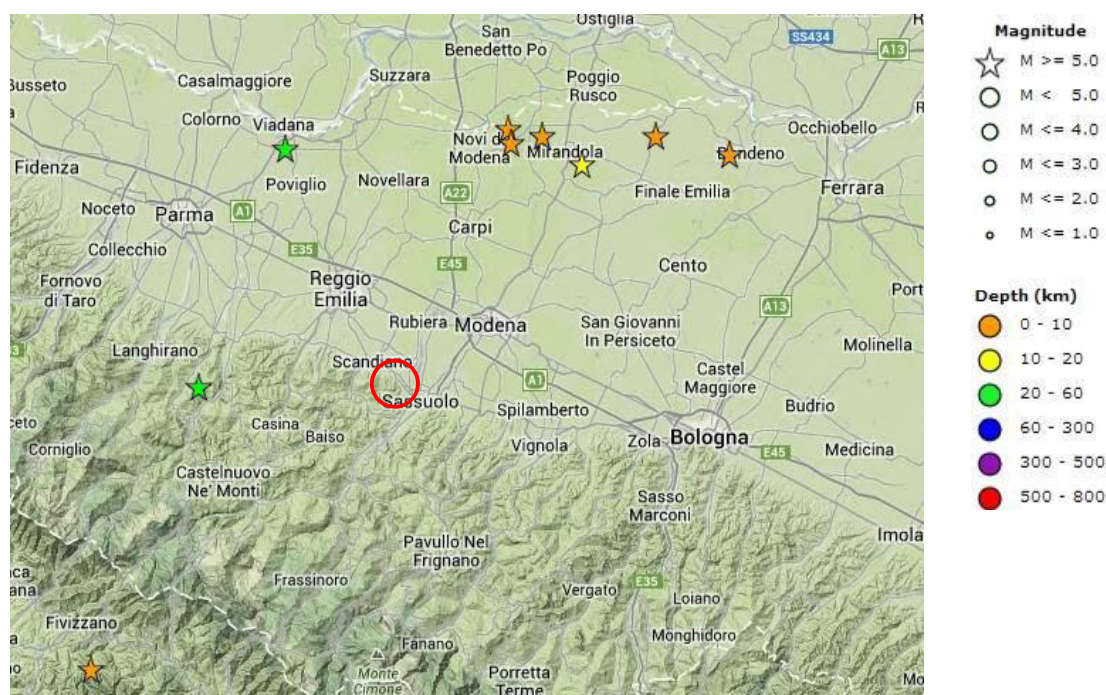 Ostiglia
San
Benedetto Po
SS434
A13
Busseto
Casalmaggiore
Suzzara
Poggio
Rusco
Colorno
Viadana
Occhiobello
Novi di
Modena
Mirandola
Bondeno
Fidenza
Poviglio
Novellara
A22
Finale Emilia
Ferrara
Noceto
Parma
A1
Carpi
Collecchio
E35
E45
Cento
Fornovo
di Taro
Reggio
Emilia
A13
Port
Rubiera
Modena
San Giovanni
In Persiceto
Molinella
Langhirano
Scandiano
A1
Castel
Maggiore
Sassuolo
Spilamberto
Budrio
Casina
Baiso
Vignola
Zola
Bologna
E45
Medicina
Corniglio
Castelnuovo
Ne' Monti
Sasso
Marconi
Imola
Pavullo Nel
Frignano
Frassinoro
Vergato
E35
Loiano
Fivizzano
Monghidoro
Fanano
Monte
Cimone
Porretta
Terme
Mo
Magnitude
M >= 5.0
M < 5.0
M <= 4.0
M <= 3.0
M <= 2.0
M <= 1.0
Depth (km)
0 - 10
10 - 20
20 - 60
60 - 300
300 - 500
500 - 800